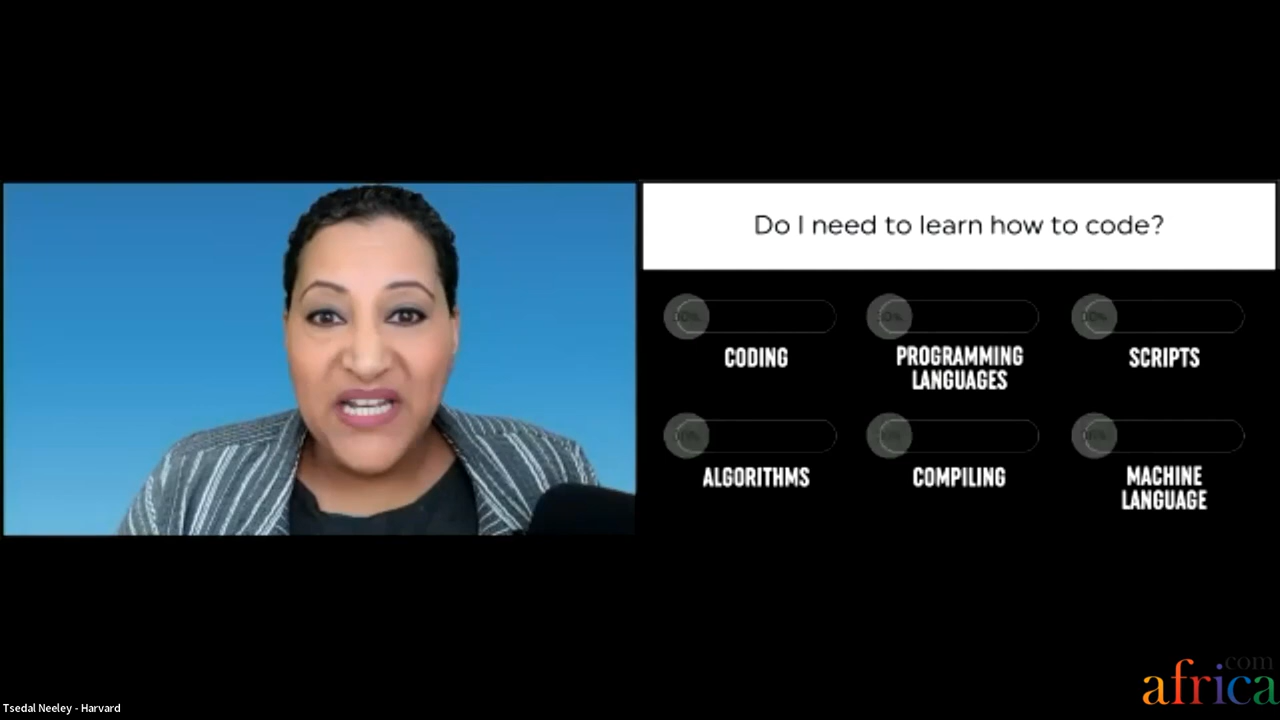 Do I need to learn how to code?
CODING
PROGRAMMING
LANGUAGES
SCRIPTS
ALGORITHMS
COMPILING
MACHINE
LANGUAGE
.com
africa
Tsedal Neeley - Harvard